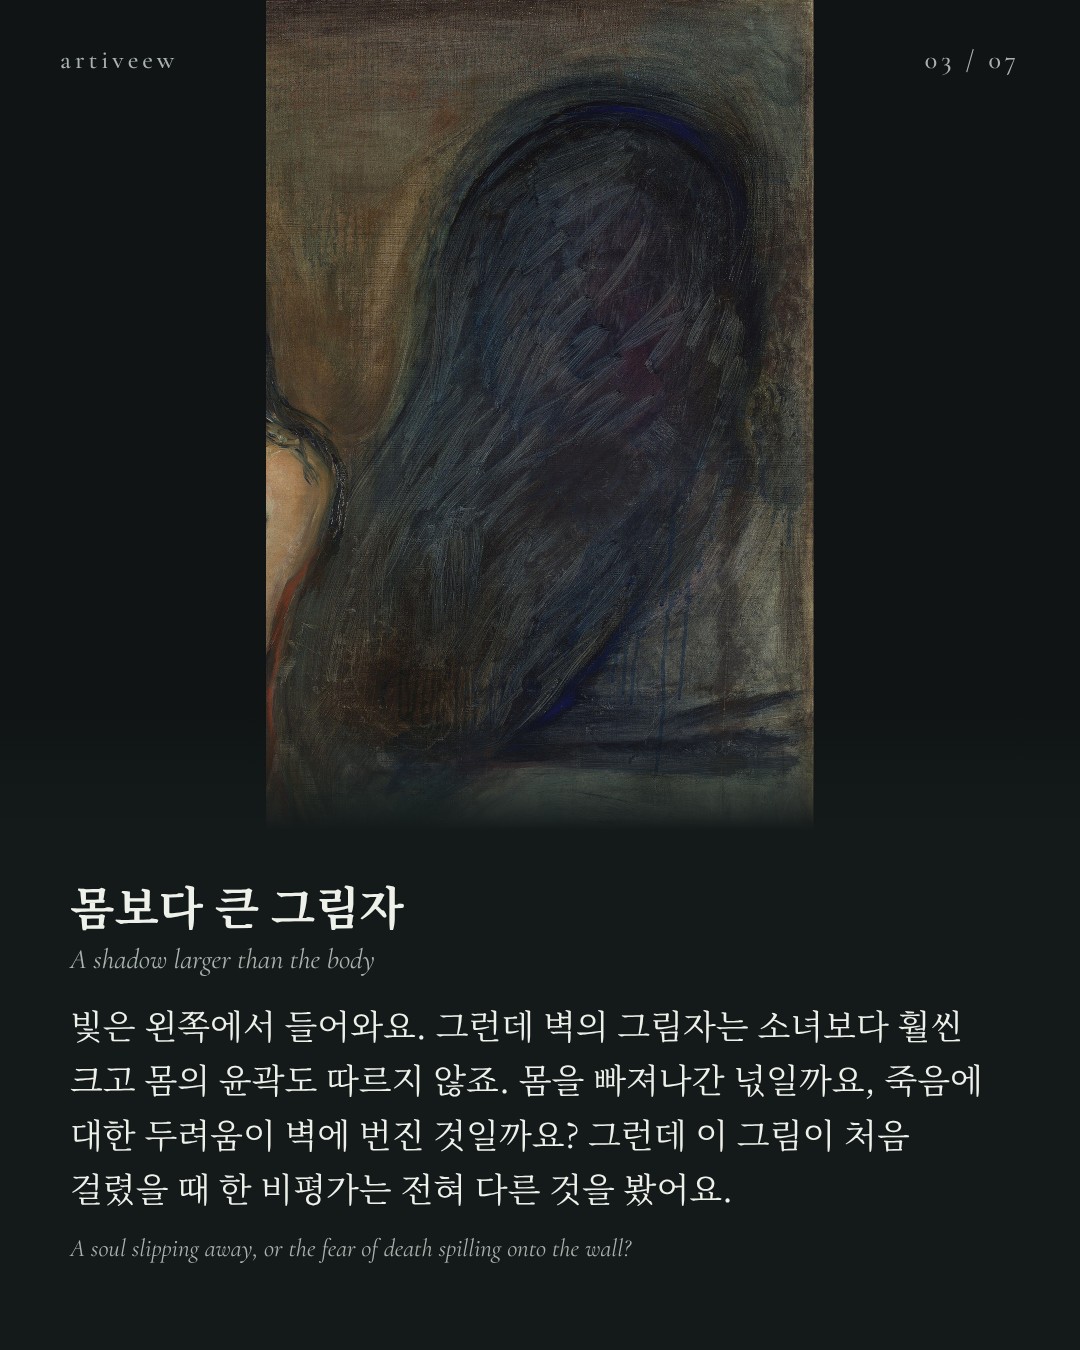 artiveew
03 / 07
몸보다 큰 그림자
A shadow larger than the body
빛은 왼쪽에서 들어와요. 그런데 벽의 그림자는 소녀보다 훨씬
크고 몸의 윤곽도 따르지 않죠. 몸을 빠져나간 넋일까요, 죽음에
대한 두려움이 벽에 번진 것일까요? 그런데 이 그림이 처음
걸렸을 때 한 비평가는 전혀 다른 것을 봤어요.
A soul slipping away, or the fear of death spilling onto the wall?